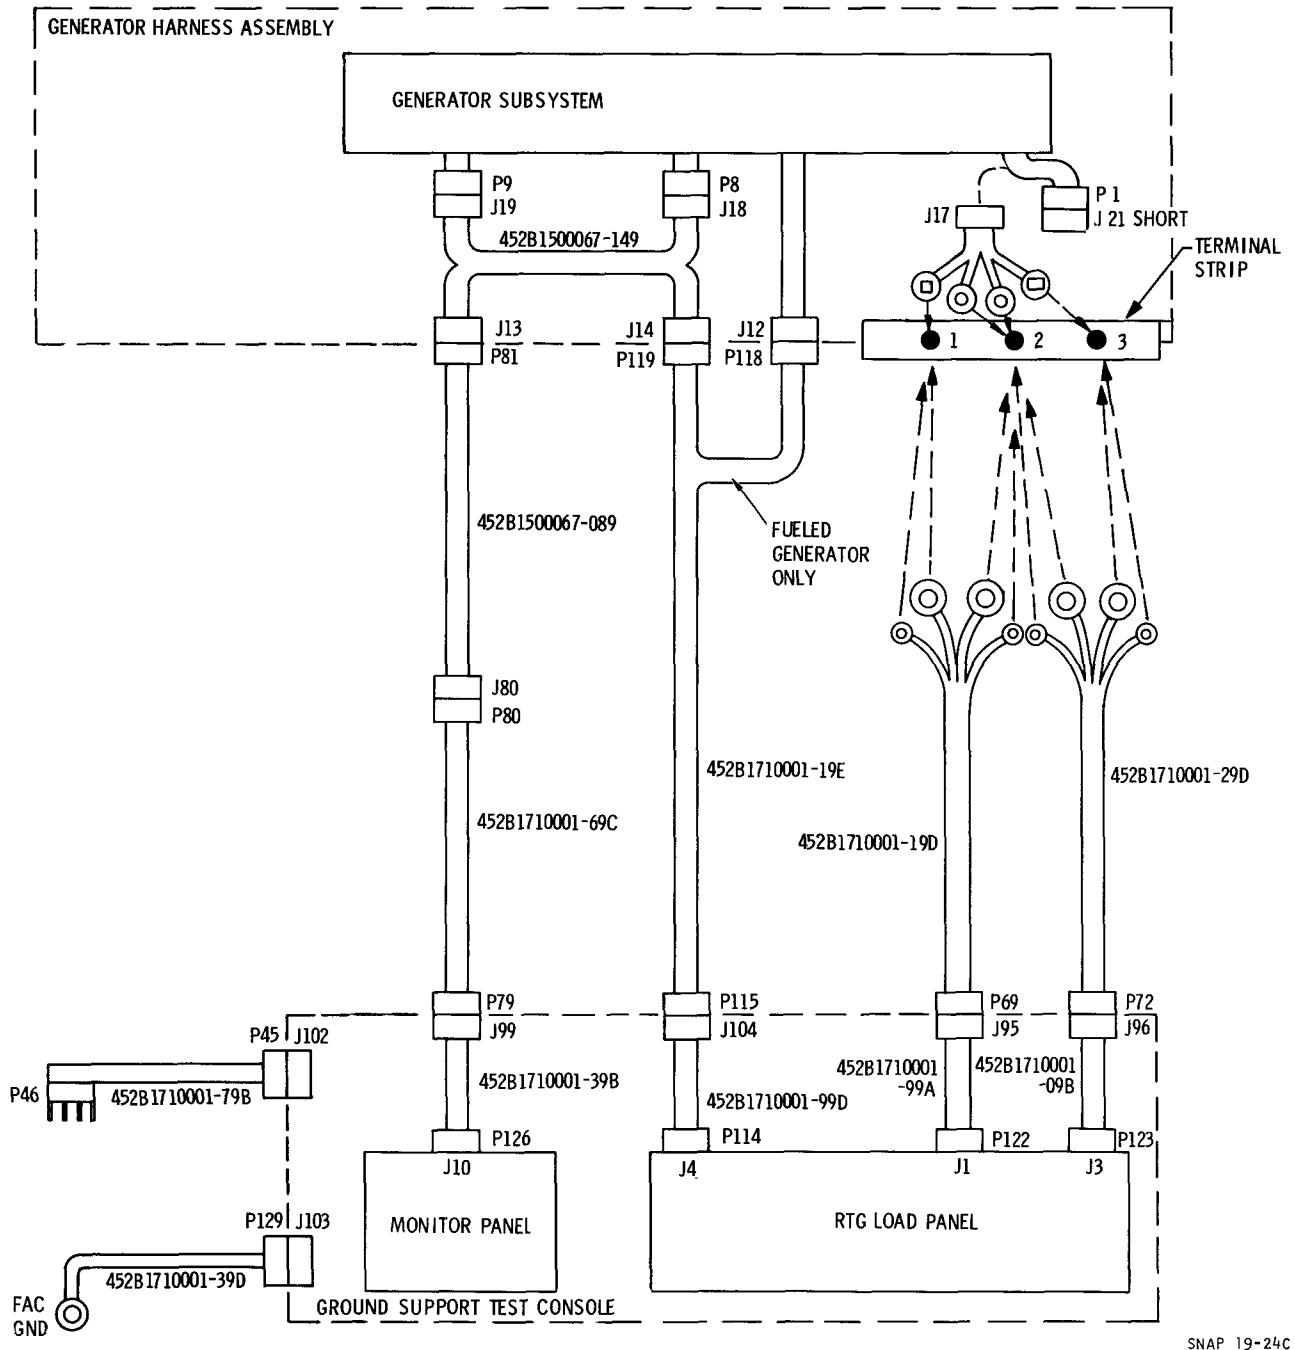 GENERATOR HARNESS ASSEMBLY
GENERATOR SUBSYSTEM
P9
J19
P8
J18
P1
J21 SHORT
J17
452B1500067-149
TERMINAL
STRIP
J13
P81
J14
P119
J12
P118
1
2
3
452B1500067-089
FUELED
GENERATOR
ONLY
J80
P80
452B1710001-19E
452B1710001-29D
452B1710001-69C
452B1710001-19D
P79
J99
P115
J104
P69
J95
P72
J96
P45
J102
P46
452B1710001-79B
452B1710001-39B
452B1710001-99D
452B1710001
-99A
452B1710001
-09B
P126
J10
P114
J4
P122
J1
P123
J3
MONITOR PANEL
RTG LOAD PANEL
P129
J103
452B1710001-39D
FAC
GND
GROUND SUPPORT TEST CONSOLE
SNAP 19-24C